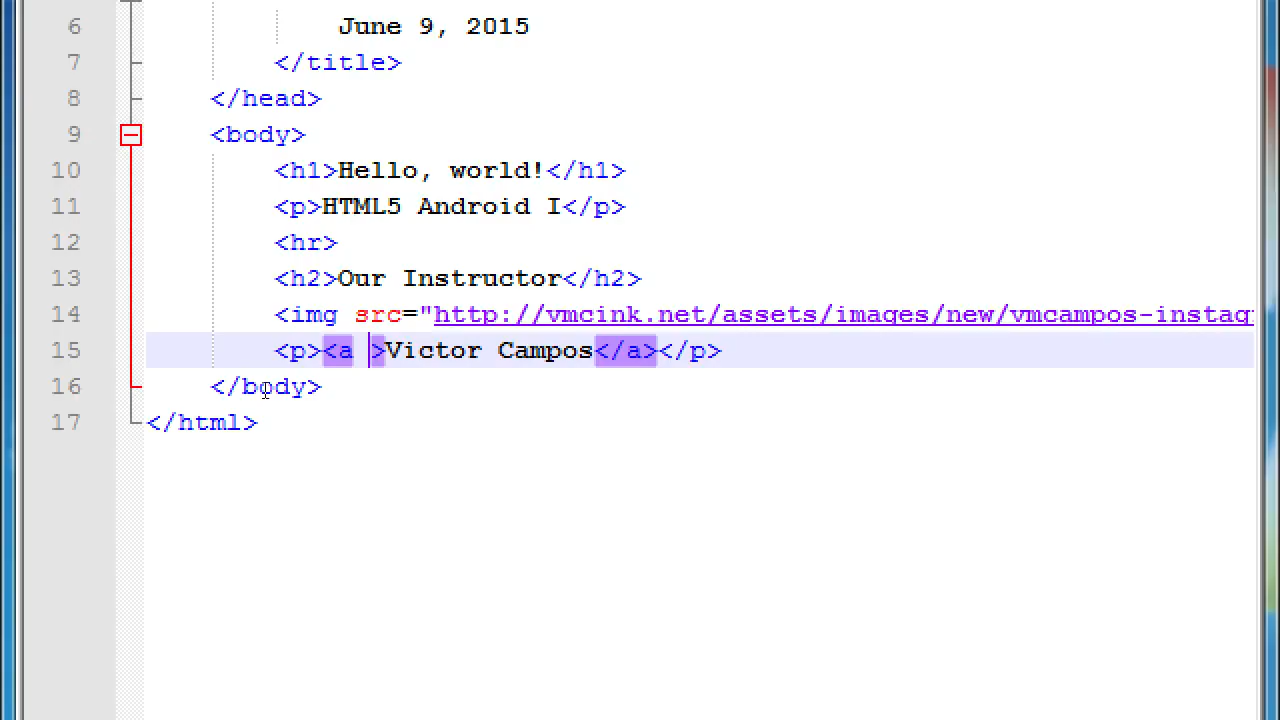 6 June 9, 2015
7 </title>
8 </head>
9 <body>
10 <h1>Hello, world!</h1>
11 <p>HTML5 Android I</p>
12 <hr>
13 <h2>Our Instructor</h2>
14 <img src="http://vmcink.net/assets/images/new/vmcampos-instag
15 <p><a >Victor Campos</a></p>
16 </body>
17 </html>